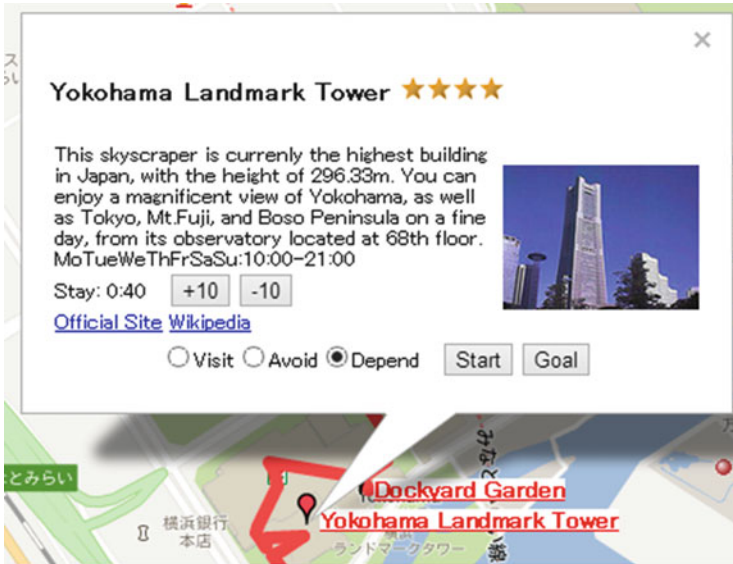 ×
Yokohama Landmark Tower ★★★★
This skyscraper is currenly the highest building
in Japan, with the height of 296.33m. You can
enjoy a magnificent view of Yokohama, as well
as Tokyo, Mt.Fuji, and Boso Peninsula on a fine
day, from its observatory located at 68th floor.
MoTueWeThFrSaSu:10:00-21:00
Stay: 0:40 +10 -10
Official Site Wikipedia
Visit Avoid Depend Start Goal
とみらい
Dockyard Garden
Yokohama Landmark Tower
横浜銀行
本店
ランドマークタワー